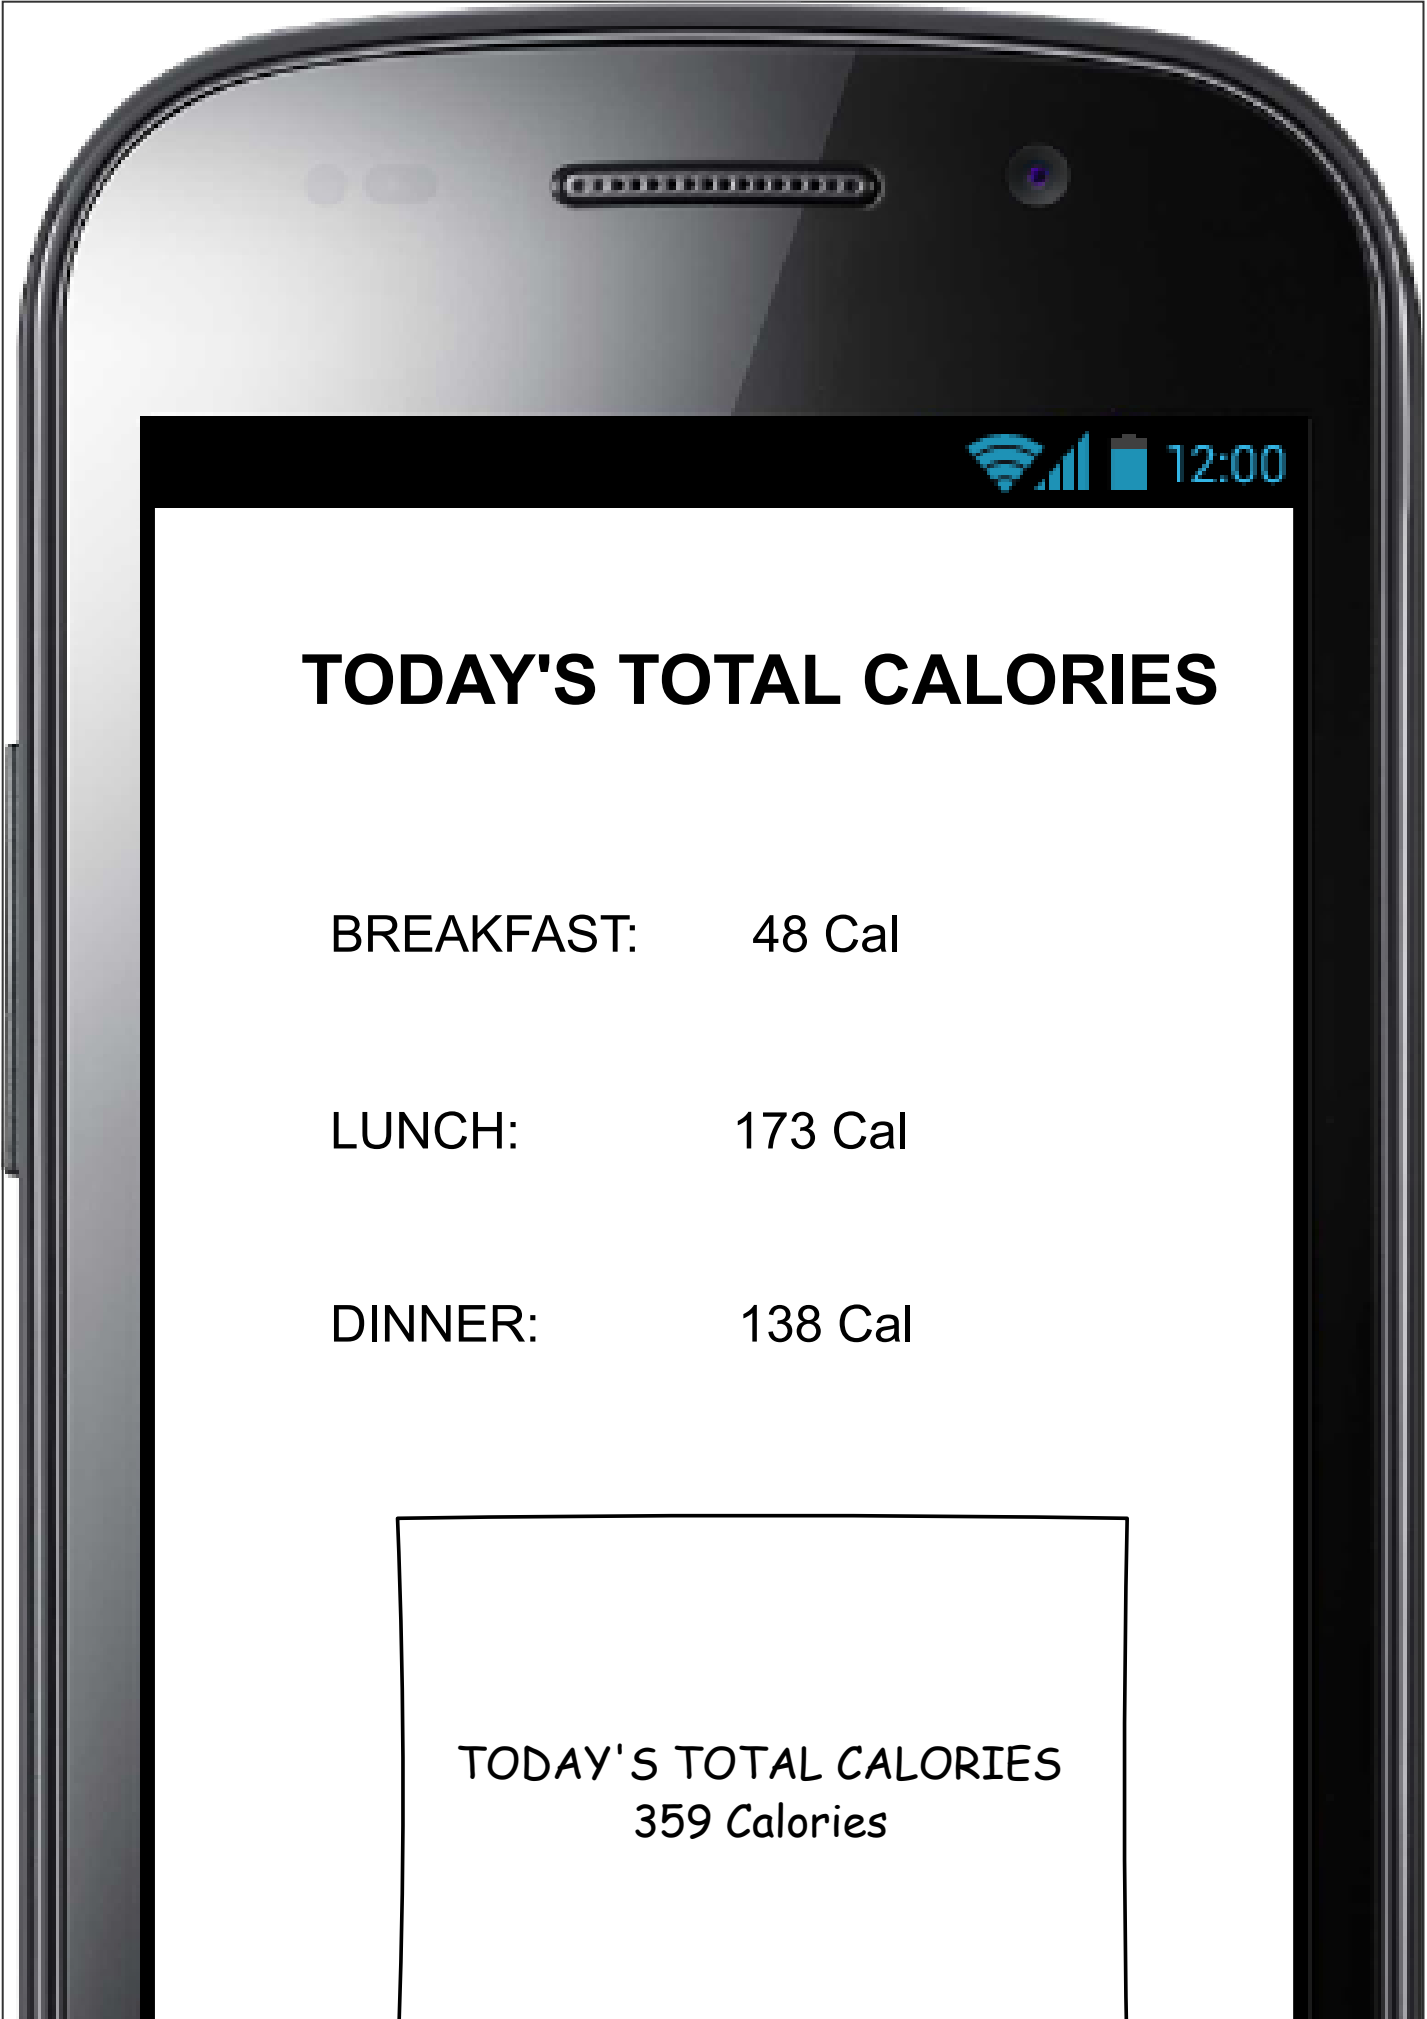 12:00
TODAY'S TOTAL CALORIES
BREAKFAST: 48 Cal
LUNCH: 173 Cal
DINNER: 138 Cal
TODAY'S TOTAL CALORIES
359 Calories